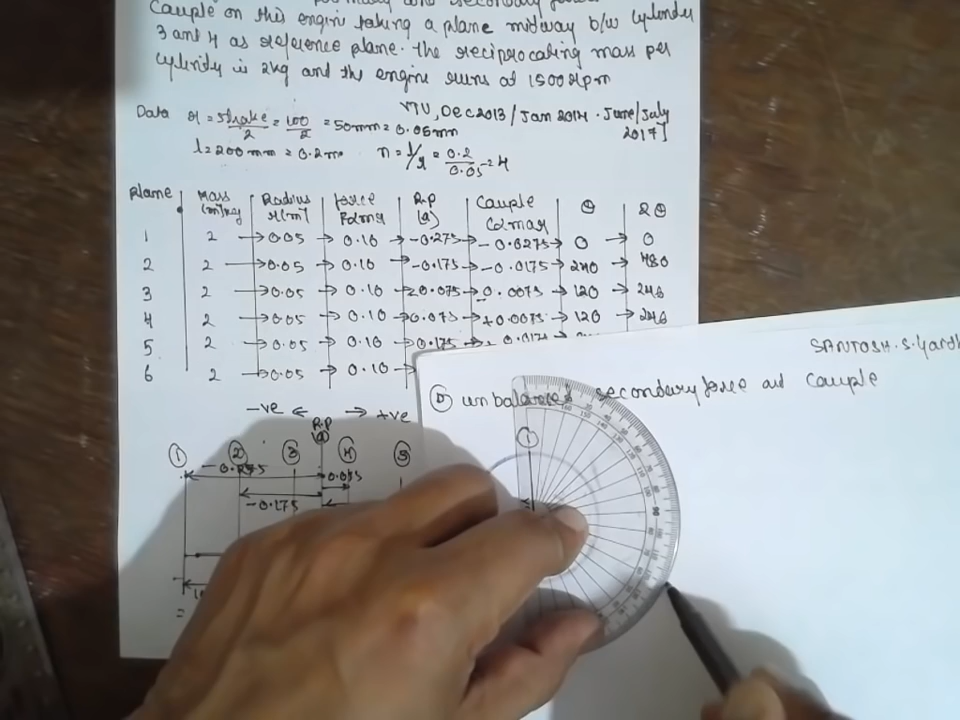 Couple on this engin taking a plane midway b/w cylinder
3 and 4 as reference plane. the reciprocating mass per
cylindy is 2kg and the engine runs at 1500 rpm
Data r = stroke/2 = 100/2 = 50mm = 0.05mm VTU, Dec 2013 / Jan 2014 . June/July 2017]
l = 200mm = 0.2m n = l/r = 0.2/0.05 = 4
Plane Mass (m) kg Radius r(m) force F∝mr R.P (a) Couple C∝mar θ 2θ
1 2 0.05 0.10 -0.275 -0.0275 0 0
2 2 0.05 0.10 -0.175 -0.0175 240 480
3 2 0.05 0.10 0.075 0.0075 120 240
4 2 0.05 0.10 0.075 +0.0075 120 240
5 2 0.05 0.10 0.175
6 2 0.05 0.10
SANTOSH.S.
(b) unbalanced secondary force and Couple
-ve +ve
R.P
1 2 3 4 5
-0.275 0.075
-0.175
1